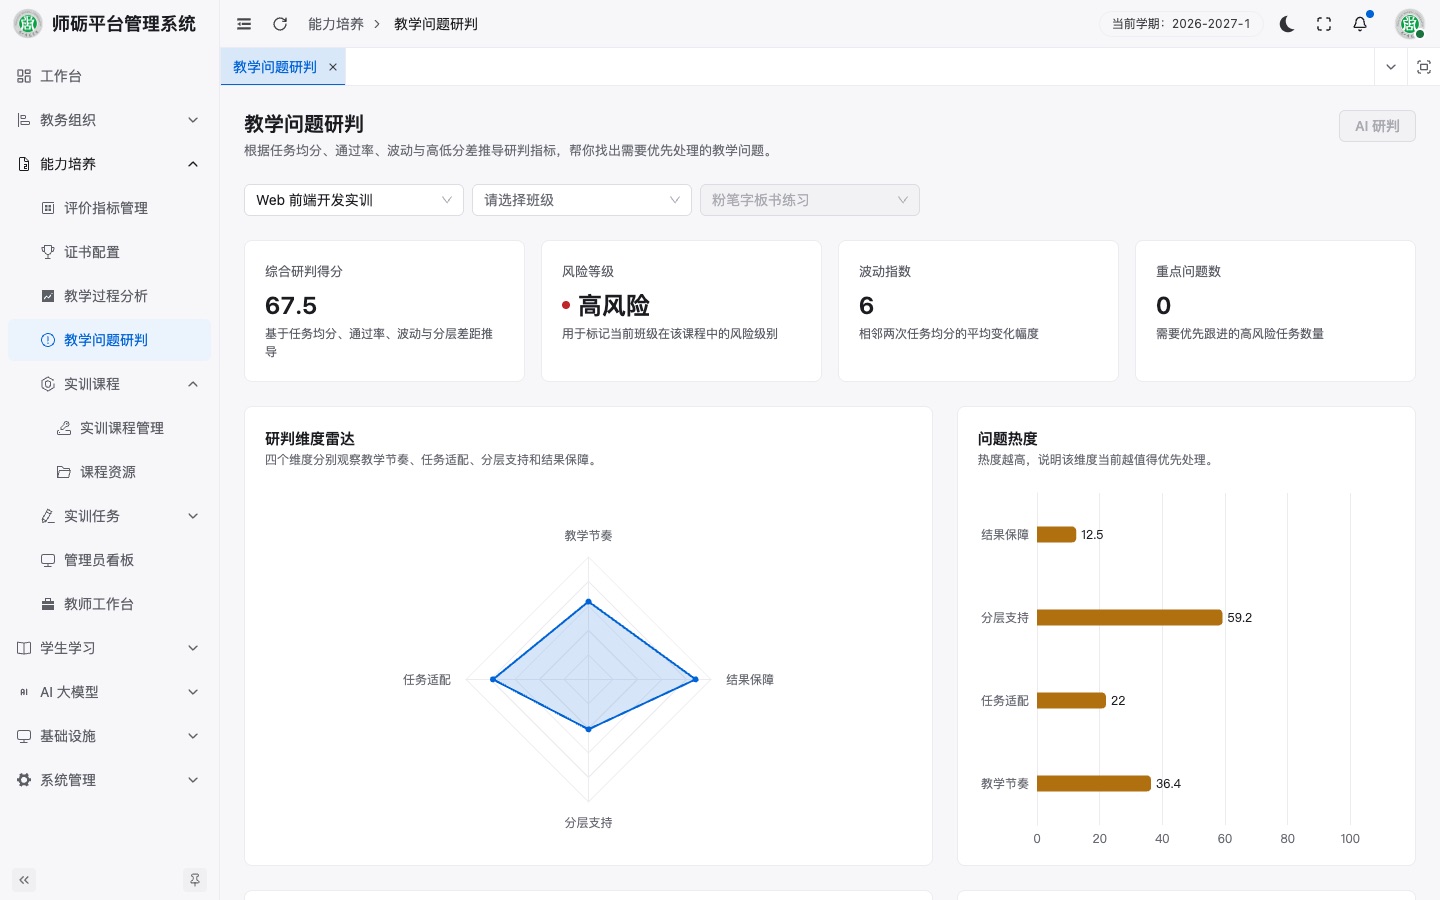 师砺平台管理系统
能力培养
教学问题研判
当前学期：2026-2027-1
教学问题研判
工作台
教务组织
能力培养
评价指标管理
证书配置
教学过程分析
教学问题研判
实训课程
实训课程管理
课程资源
实训任务
管理员看板
教师工作台
学生学习
AI
AI 大模型
基础设施
系统管理
教学问题研判
AI 研判
根据任务均分、通过率、波动与高低分差推导研判指标，帮你找出需要优先处理的教学问题。
Web 前端开发实训
请选择班级
粉笔字板书练习
综合研判得分
67.5
基于任务均分、通过率、波动与分层差距推
导
风险等级
高风险
用于标记当前班级在该课程中的风险级别
波动指数
6
相邻两次任务均分的平均变化幅度
重点问题数
0
需要优先跟进的高风险任务数量
研判维度雷达
四个维度分别观察教学节奏、任务适配、分层支持和结果保障。
教学节奏
任务适配
结果保障
分层支持
问题热度
热度越高，说明该维度当前越值得优先处理。
结果保障 12.5
分层支持 59.2
任务适配 22
教学节奏 36.4
0 20 40 60 80 100